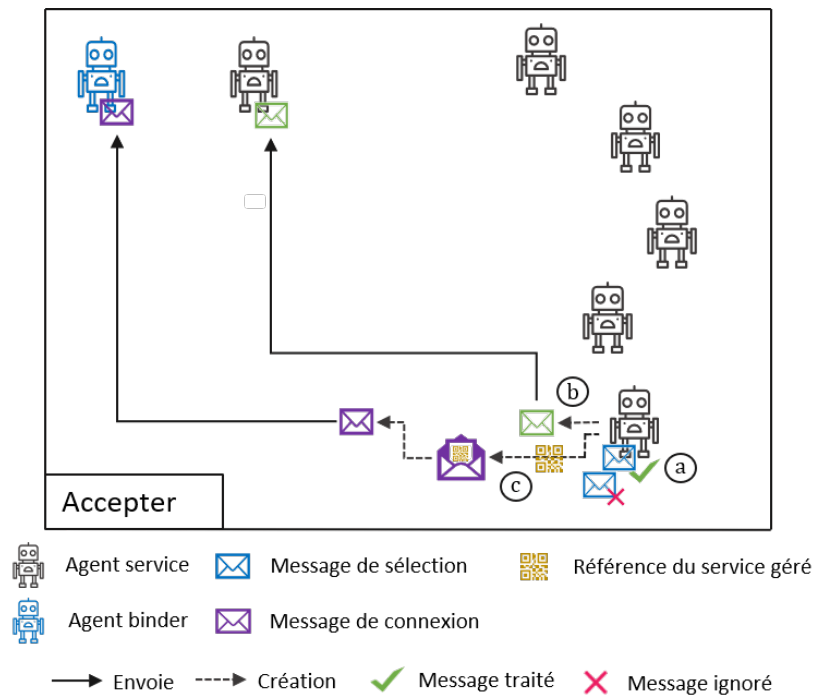 b
a
c
Accepter
Agent service
Message de sélection
Référence du service géré
Agent binder
Message de connexion
Envoie
Création
Message traité
Message ignoré